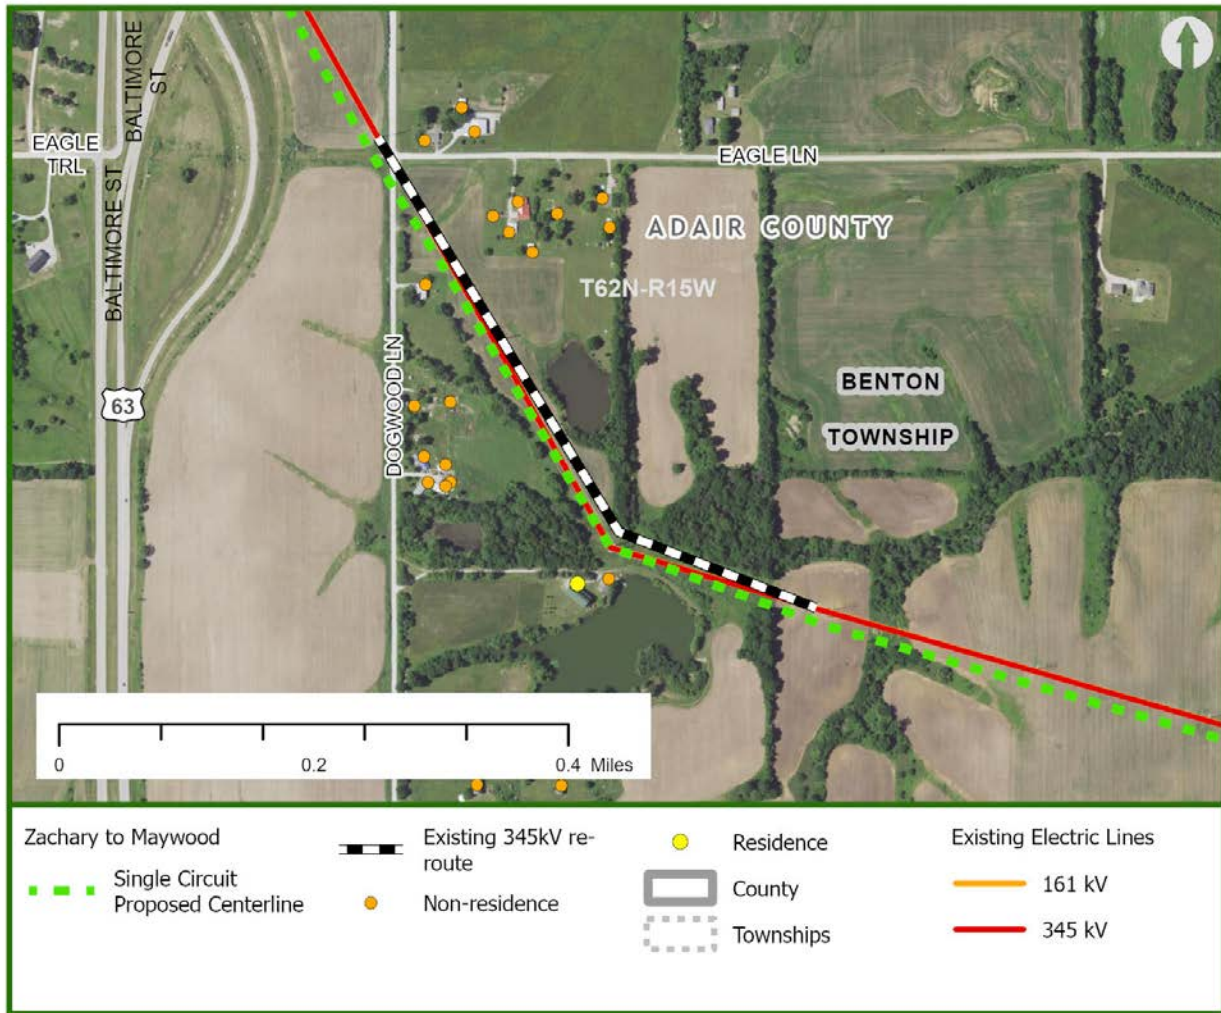 BALTIMORE
ST
EAGLE
TRL
EAGLE LN
BALTIMORE ST
ADAIR COUNTY
T62N-R15W
DOGWOOD LN
BENTON
TOWNSHIP
63
0
0.2
0.4 Miles
Zachary to Maywood
Single Circuit
Proposed Centerline
Existing 345kV re-
route
Non-residence
Residence
County
Townships
Existing Electric Lines
161 kV
345 kV